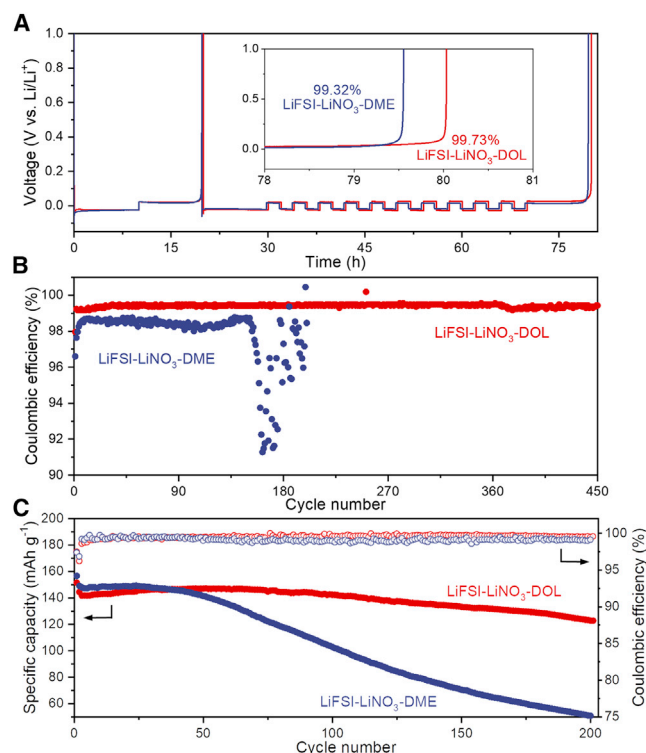 A
Voltage (V vs. Li/Li⁺)
1.0
0.8
0.6
0.4
0.2
0.0
1.0
0.5
0.0
99.32%
LiFSI-LiNO₃-DME
99.73%
LiFSI-LiNO₃-DOL
78 79 80 81
0 15 30 45 60 75
Time (h)
B
Coulombic efficiency (%)
100
98
96
94
92
90
LiFSI-LiNO₃-DME
LiFSI-LiNO₃-DOL
0 90 180 270 360 450
Cycle number
C
Specific capacity (mAh g⁻¹)
200
180
160
140
120
100
80
60
LiFSI-LiNO₃-DOL
LiFSI-LiNO₃-DME
100
95
90
85
80
75
Coulombic efficiency (%)
0 50 100 150 200
Cycle number